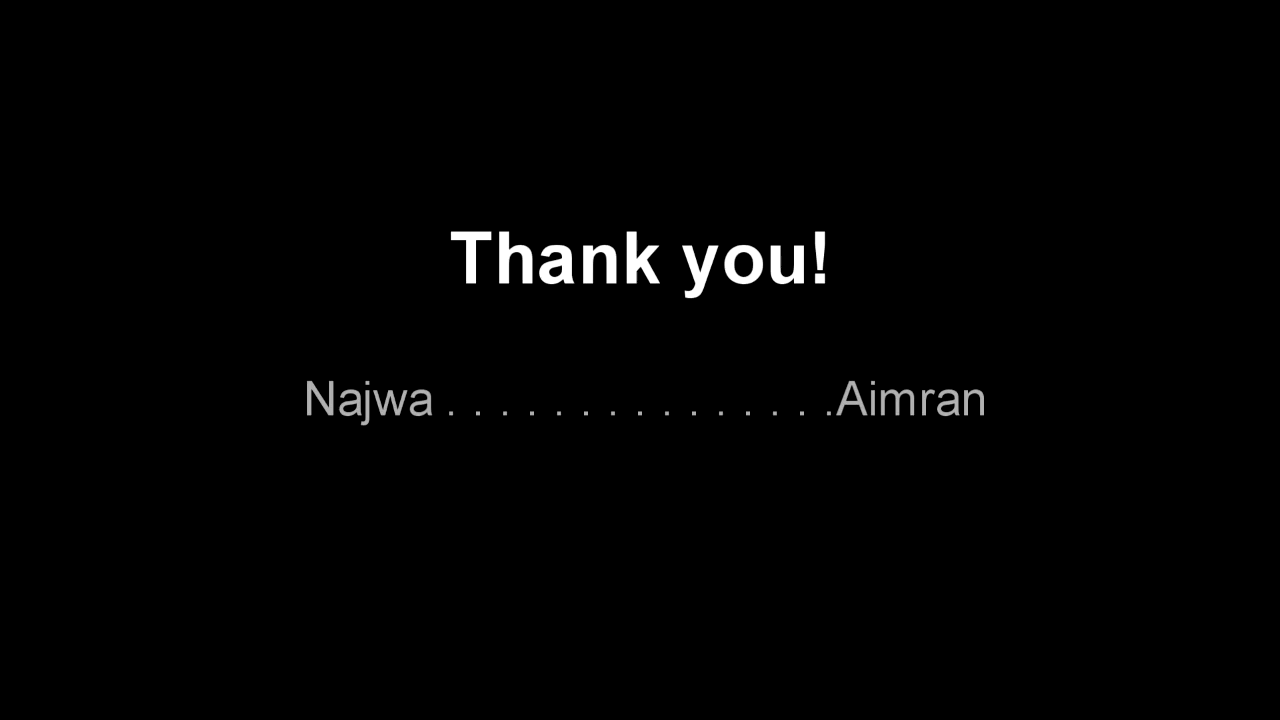 Thank you!
Najwa . . . . . . . . . . . . . . .Aimran